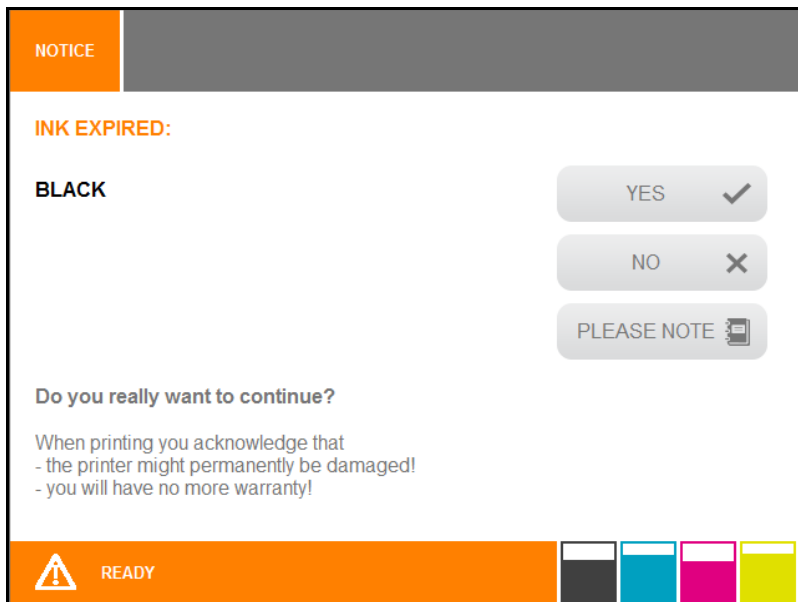 NOTICE
INK EXPIRED:
BLACK
YES
NO
PLEASE NOTE
Do you really want to continue?
When printing you acknowledge that
- the printer might permanently be damaged!
- you will have no more warranty!
READY